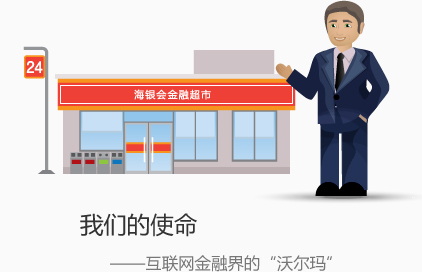 24
海银会金融超市
我们的使命
——互联网金融界的“沃尔玛”